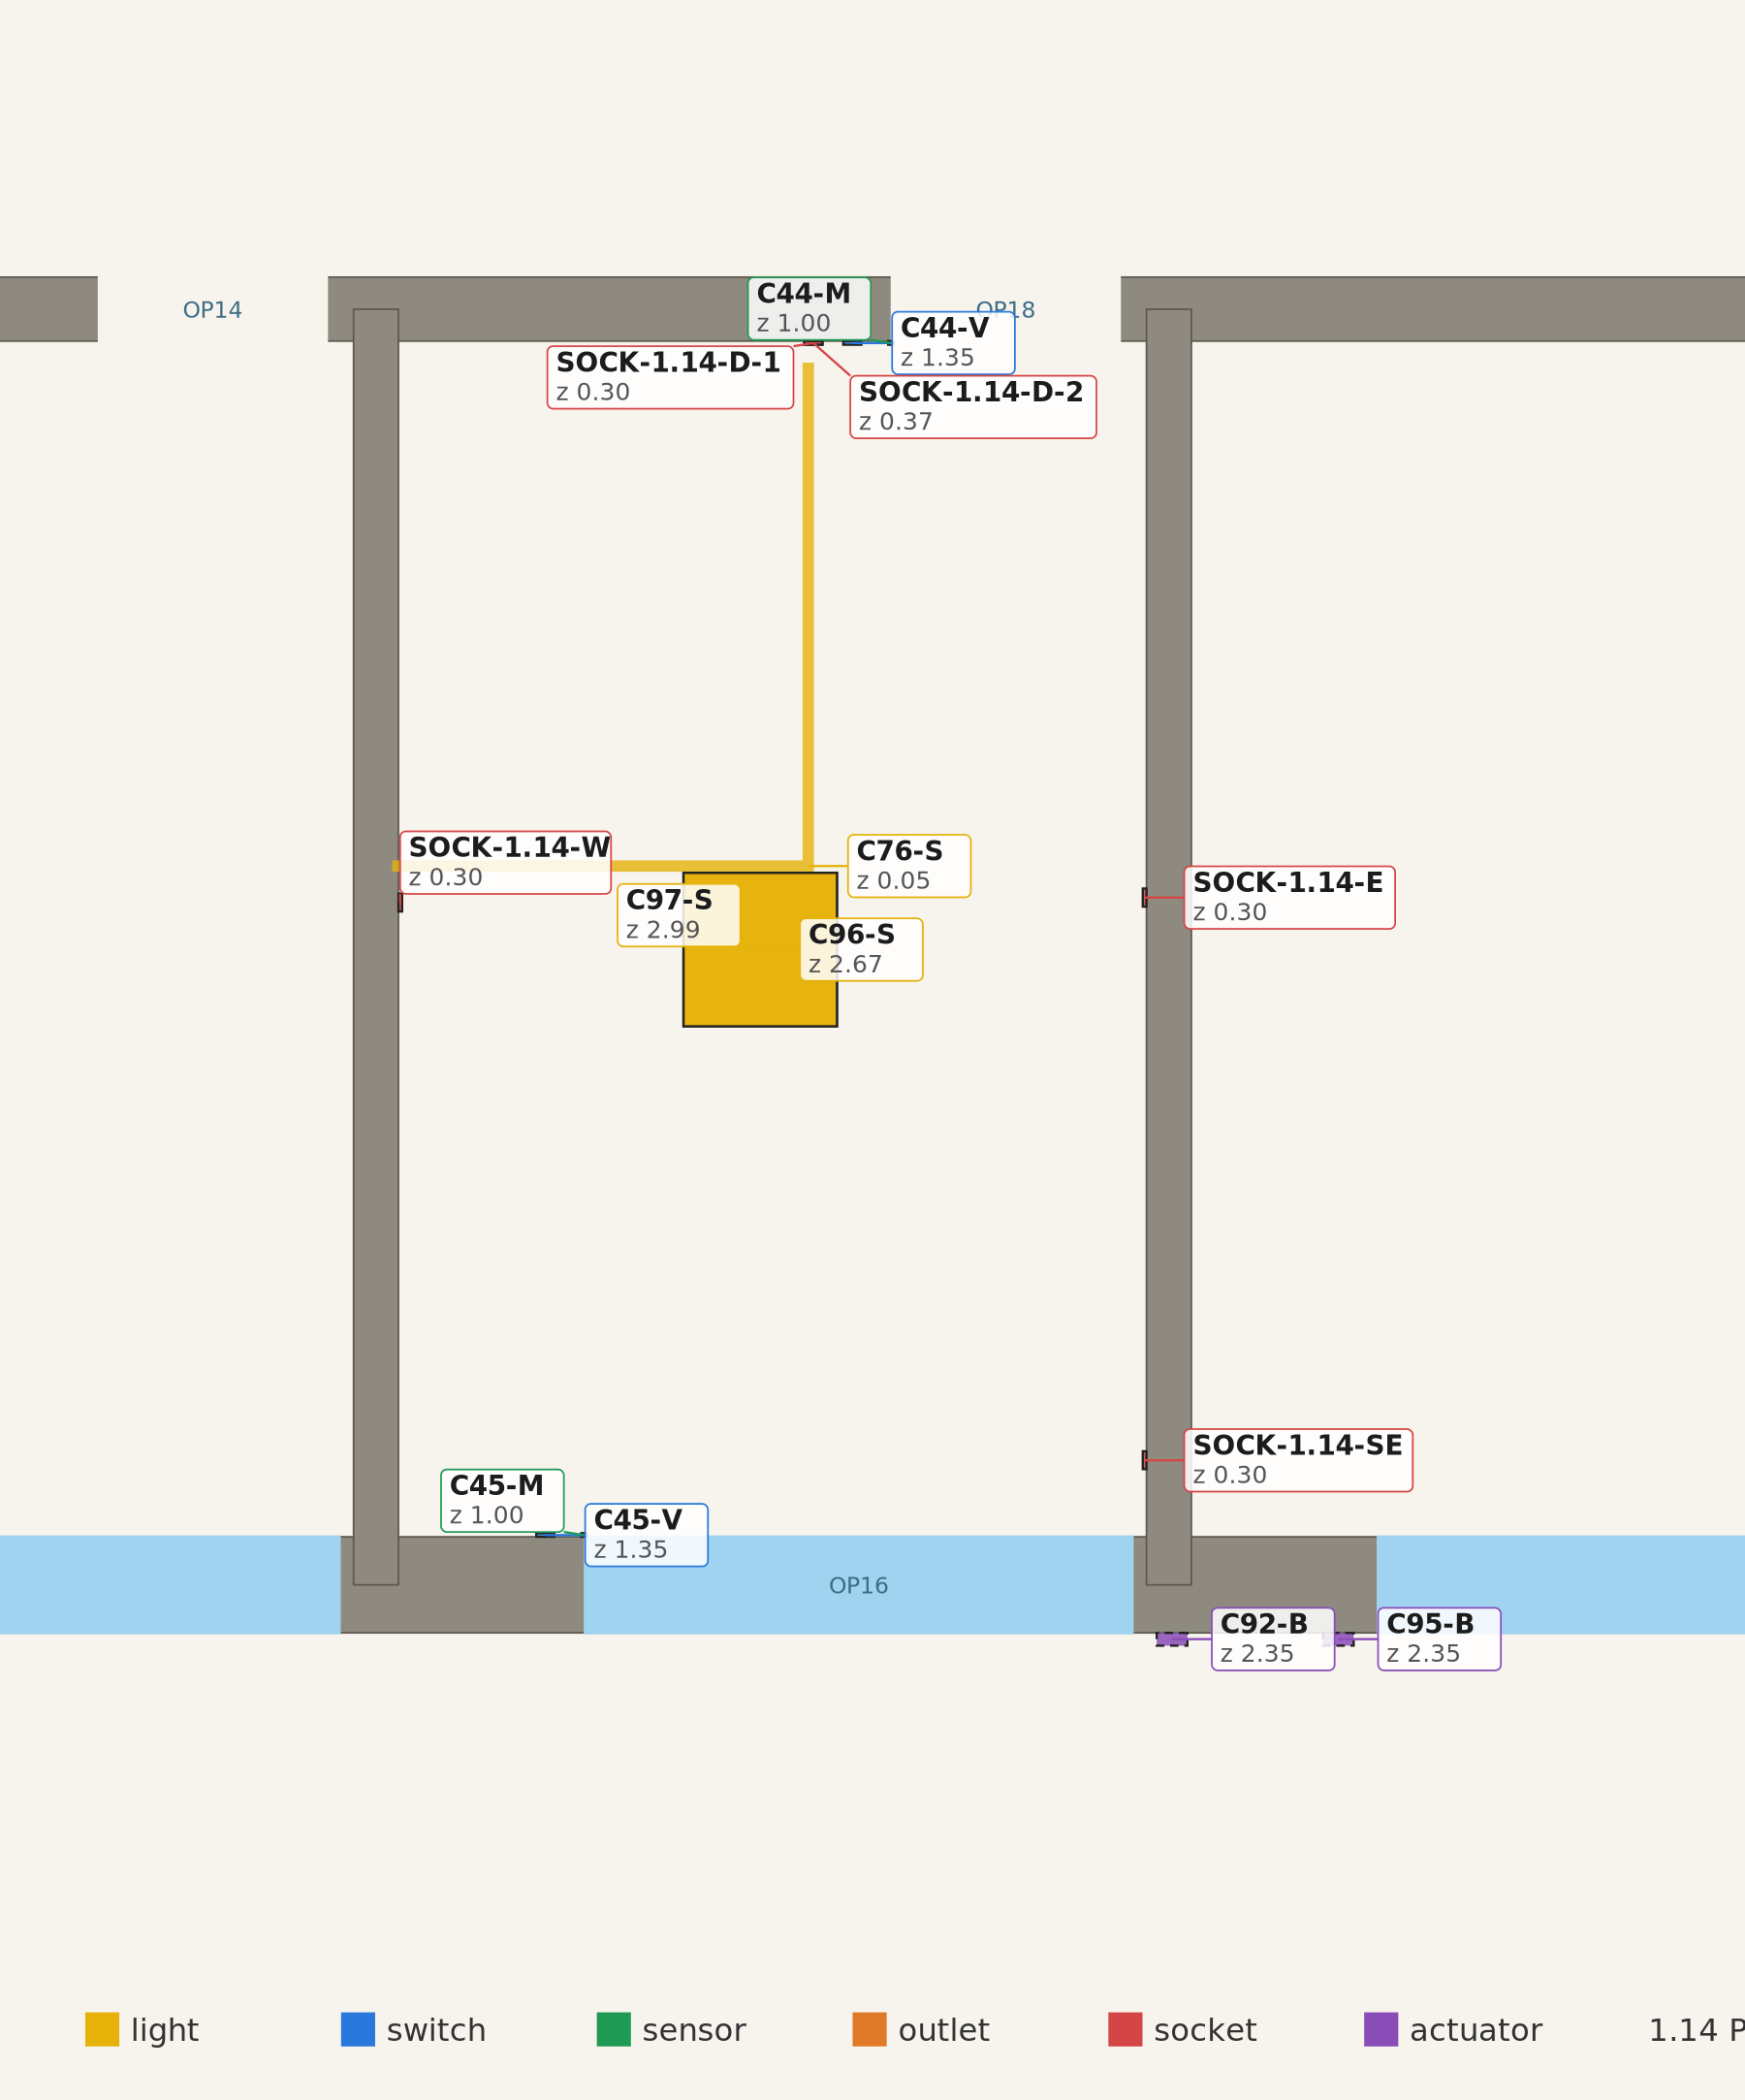 C44-M
z 1.00
OP14
OP18
C44-V
z 1.35
SOCK-1.14-D-1
z 0.30
SOCK-1.14-D-2
z 0.37
SOCK-1.14-W
z 0.30
C76-S
z 0.05
SOCK-1.14-E
z 0.30
C97-S
z 2.99
C96-S
z 2.67
SOCK-1.14-SE
z 0.30
C45-M
z 1.00
C45-V
z 1.35
OP16
C92-B
z 2.35
C95-B
z 2.35
light
switch
sensor
outlet
socket
actuator
1.14 P